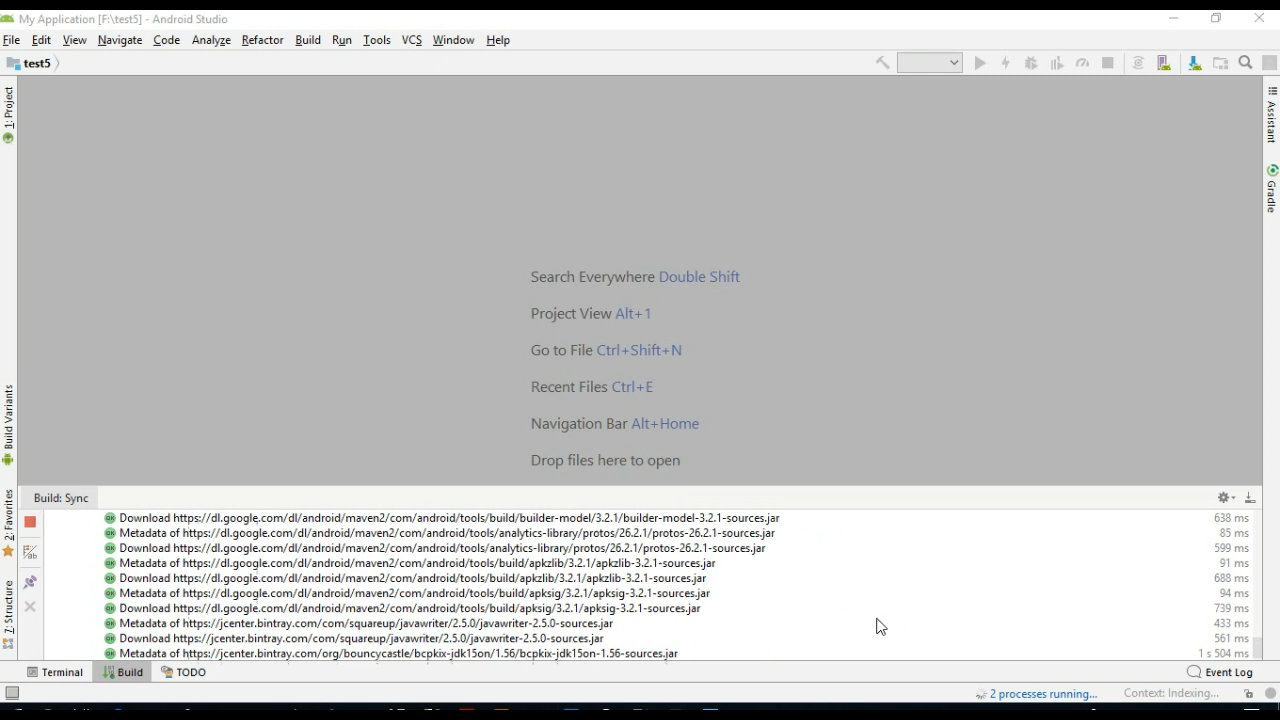 My Application [F:\test5] - Android Studio
File Edit View Navigate Code Analyze Refactor Build Run Tools VCS Window Help
test5
1: Project
Build Variants
2: Favorites
7: Structure
Assistant
Gradle
Search Everywhere Double Shift
Project View Alt+1
Go to File Ctrl+Shift+N
Recent Files Ctrl+E
Navigation Bar Alt+Home
Drop files here to open
Build: Sync
Download https://dl.google.com/dl/android/maven2/com/android/tools/build/builder-model/3.2.1/builder-model-3.2.1-sources.jar 638 ms
Metadata of https://dl.google.com/dl/android/maven2/com/android/tools/analytics-library/protos/26.2.1/protos-26.2.1-sources.jar 85 ms
Download https://dl.google.com/dl/android/maven2/com/android/tools/analytics-library/protos/26.2.1/protos-26.2.1-sources.jar 599 ms
Metadata of https://dl.google.com/dl/android/maven2/com/android/tools/build/apkzlib/3.2.1/apkzlib-3.2.1-sources.jar 91 ms
Download https://dl.google.com/dl/android/maven2/com/android/tools/build/apkzlib/3.2.1/apkzlib-3.2.1-sources.jar 688 ms
Metadata of https://dl.google.com/dl/android/maven2/com/android/tools/build/apksig/3.2.1/apksig-3.2.1-sources.jar 94 ms
Download https://dl.google.com/dl/android/maven2/com/android/tools/build/apksig/3.2.1/apksig-3.2.1-sources.jar 739 ms
Metadata of https://jcenter.bintray.com/com/squareup/javawriter/2.5.0/javawriter-2.5.0-sources.jar 433 ms
Download https://jcenter.bintray.com/com/squareup/javawriter/2.5.0/javawriter-2.5.0-sources.jar 561 ms
Metadata of https://jcenter.bintray.com/org/bouncycastle/bcpkix-jdk15on/1.56/bcpkix-jdk15on-1.56-sources.jar 1 s 504 ms
Terminal Build TODO Event Log
2 processes running... Context: Indexing...